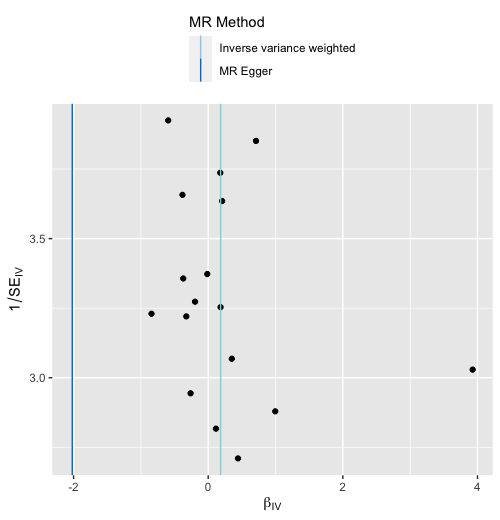 MR Method
Inverse variance weighted
MR Egger
1/SE_IV
3.5
3.0
-2 0 2 4
β_IV